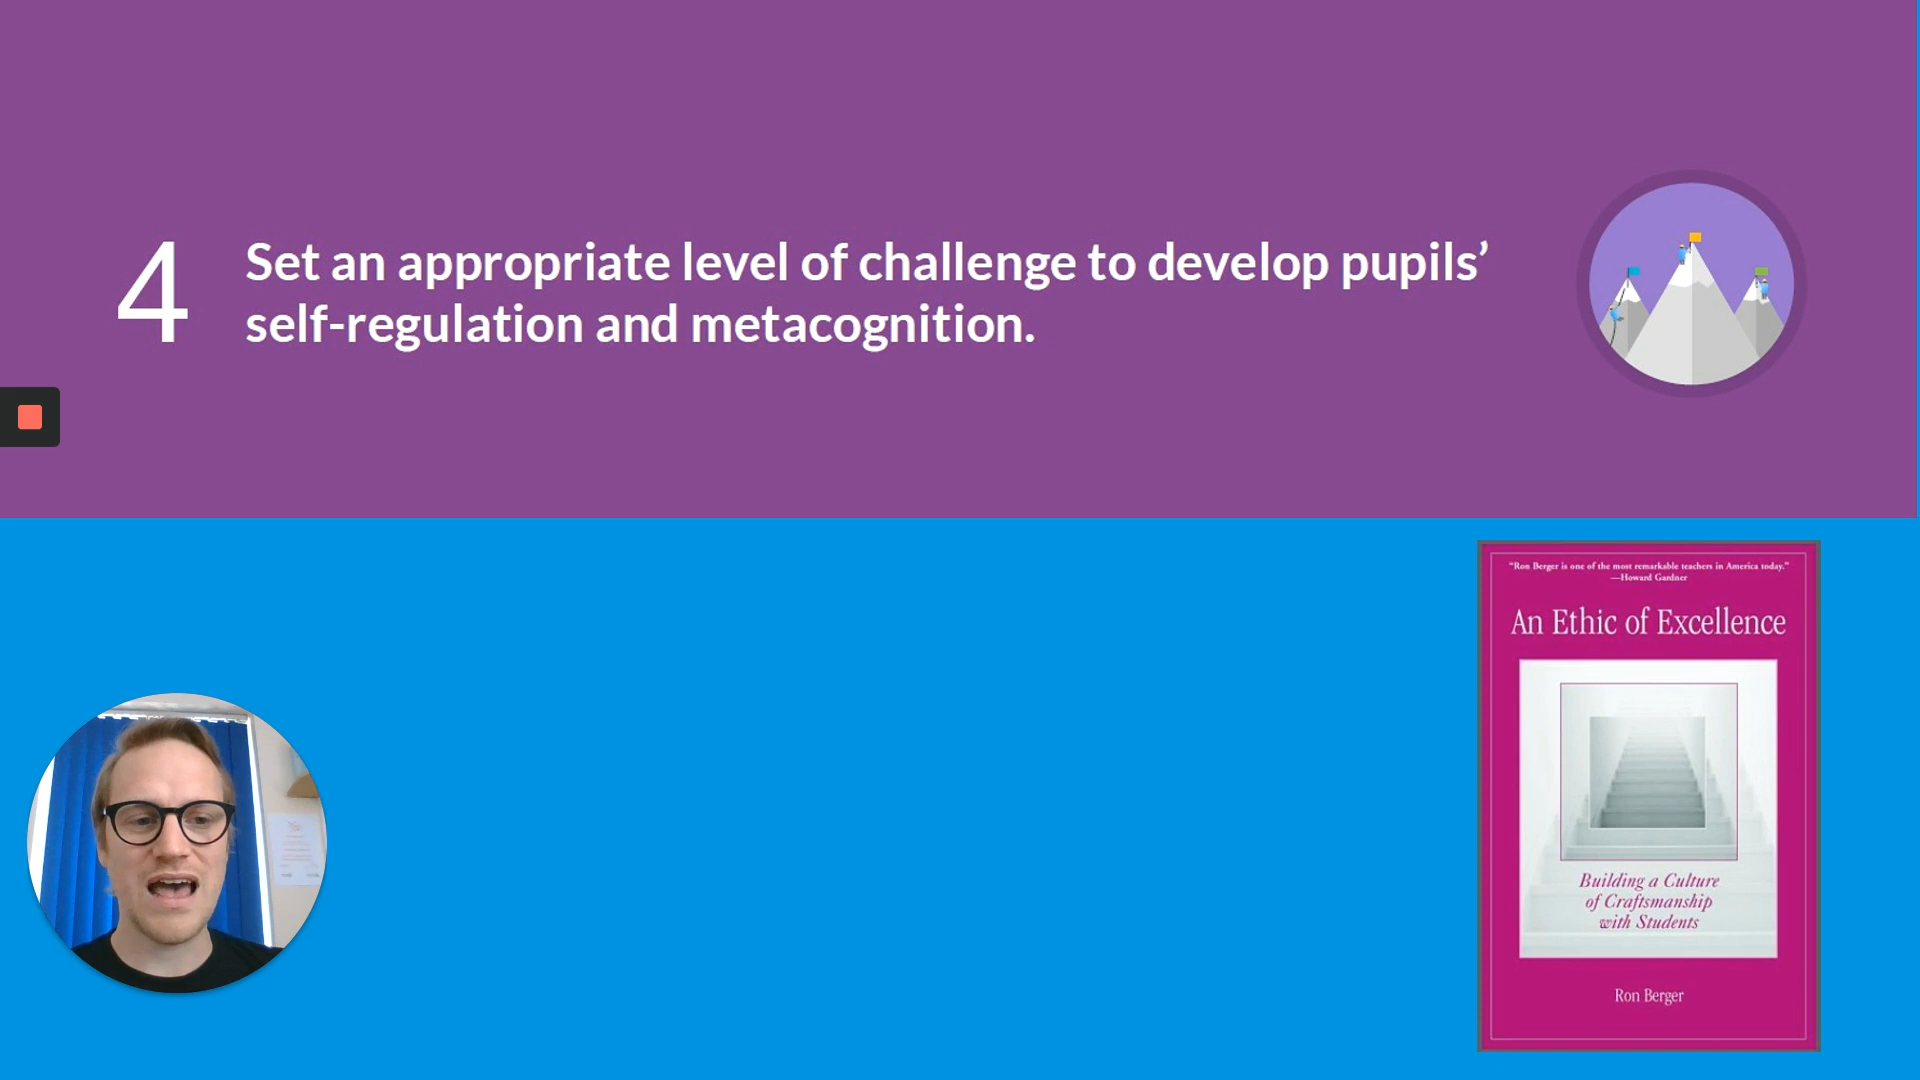 4
Set an appropriate level of challenge to develop pupils’
self-regulation and metacognition.
“Ron Berger is one of the most remarkable teachers in America today.”
—Howard Gardner
An Ethic of Excellence
Building a Culture
of Craftsmanship
with Students
Ron Berger